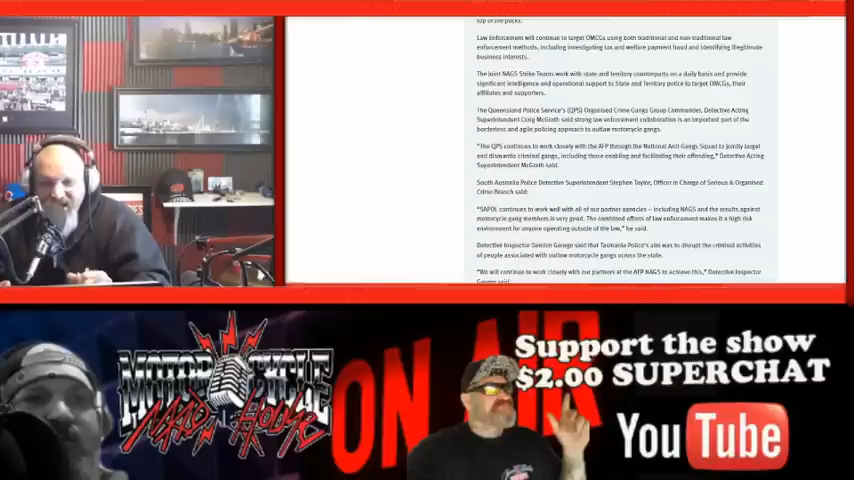 top of the packs.
Law Enforcement will continue to target OMCGs using both traditional and non-traditional law
enforcement methods, including investigating tax and welfare payment fraud and identifying illegitimate
business interests.
The Joint NAGS Strike Teams work with state and territory counterparts on a daily basis and provide
significant intelligence and operational support to State and Territory police to target OMCGs, their
affiliates and supporters.
The Queensland Police Service's (QPS) Organised Crime Gangs Group Commander, Detective Acting
Superintendent Craig McGrath said strong law enforcement collaboration is an important part of the
borderless and agile policing approach to outlaw motorcycle gangs.
"The QPS continues to work closely with the AFP through the National Anti-Gangs Squad to jointly target
and dismantle criminal gangs, including those enabling and facilitating their offending," Detective Acting
Superintendent McGrath said.
South Australia Police Detective Superintendent Stephen Taylor, Officer in Charge of Serious & Organised
Crime Branch said:
"SAPOL continues to work well with all of our partner agencies – including NAGS and the results against
motorcycle gang members is very good. The combined efforts of law enforcement makes it a high risk
environment for anyone operating outside of the law," he said.
Detective Inspector Damien George said that Tasmania Police's aim was to disrupt the criminal activities
of people associated with outlaw motorcycle gangs across the state.
"We will continue to work closely with our partners at the AFP NAGS to achieve this," Detective Inspector
George said.
MOTORCYCLE
MAD HOUSE
ON AIR
Support the show
$2.00 SUPERCHAT
YouTube